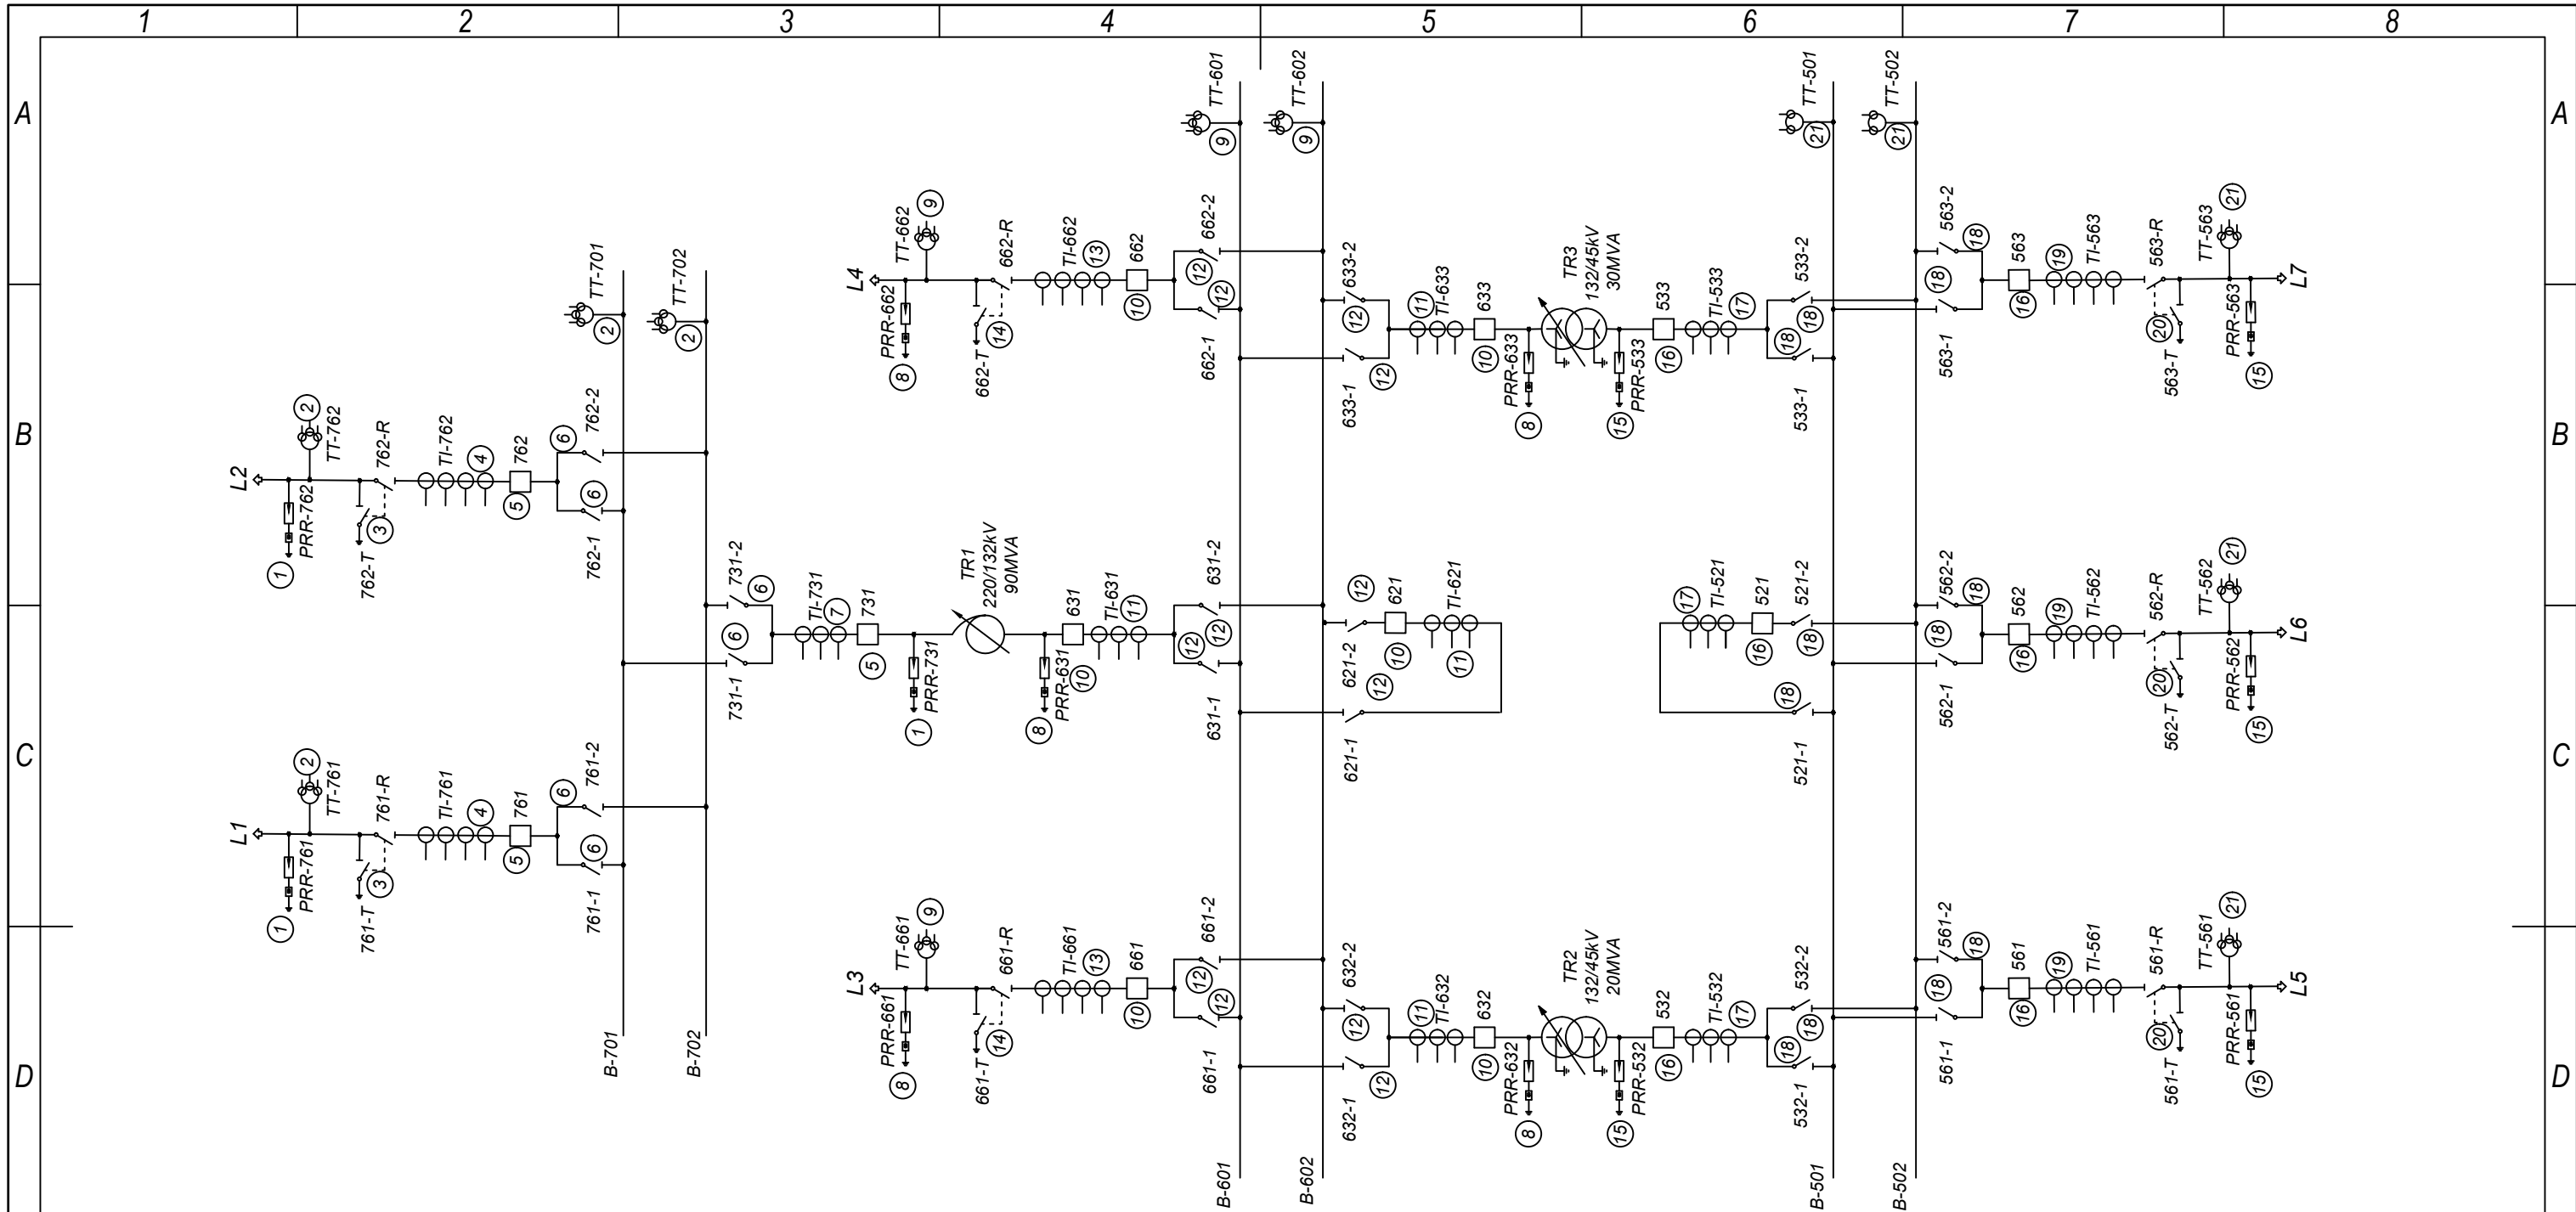 1 2 3 4 5 6 7 8
A A
B B
C C
D D
TT-601
9
TT-602
9
TT-501
21
TT-502
21
TT-701
2
TT-702
2
L4
TT-662
9
PRR-662
8
662-R
662-T
14
TI-662
13
662
10
662-2
12
12
662-1
633-2
12
633-1
12
11
TI-633
633
10
PRR-633
8
TR3
132/45kV
30MVA
PRR-533
15
533
16
TI-533
17
533-2
18
18
533-1
563-2
18
18
563-1
563
16
19
TI-563
563-R
20
563-T
TT-563
21
PRR-563
15
L7
L2
2
TT-762
PRR-762
1
762-R
762-T
3
TI-762
4
762
5
6
762-2
6
762-1
731-2
6
6
731-1
TI-731
7
731
5
PRR-731
1
TR1
220/132kV
90MVA
631
10
PRR-631
8
TI-631
11
631-2
12
12
631-1
12
621
621-2
10
12
TI-621
11
621-1
17
TI-521
521
16
521-2
18
18
521-1
562-2
18
18
562-1
562
16
19
TI-562
562-R
20
562-T
TT-562
21
PRR-562
15
L6
L1
2
TT-761
PRR-761
1
761-R
761-T
3
TI-761
4
761
5
6
761-2
6
761-1
L3
TT-661
9
PRR-661
8
661-R
661-T
14
TI-661
13
661
10
661-2
12
12
661-1
632-2
12
632-1
12
11
TI-632
632
10
PRR-632
8
TR2
132/45kV
20MVA
PRR-532
15
532
16
TI-532
17
532-2
18
18
532-1
561-2
18
18
561-1
561
16
19
TI-561
561-R
20
561-T
TT-561
21
PRR-561
15
L5
B-701
B-702
B-601
B-602
B-501
B-502